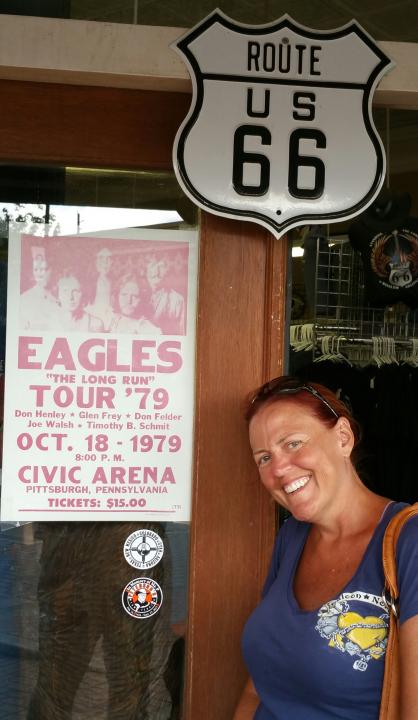 ROUTE
US
66
EAGLES
"THE LONG RUN"
TOUR '79
Don Henley ★ Glen Frey ★ Don Felder
Joe Walsh ★ Timothy B. Schmit
OCT. 18 - 1979
8:00 P.M.
CIVIC ARENA
PITTSBURGH, PENNSYLVANIA
TICKETS: $15.00